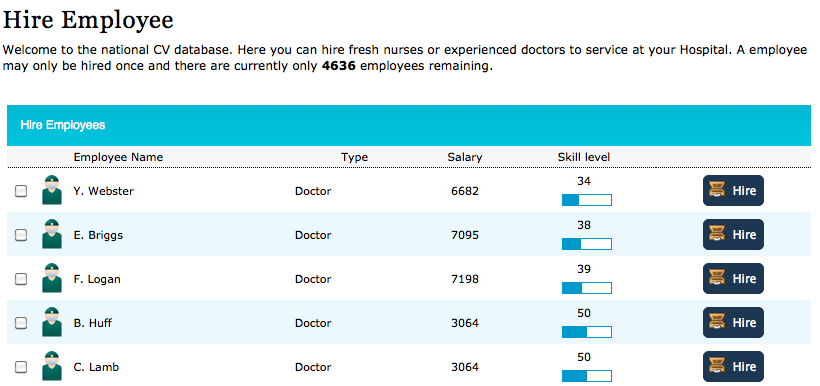 Hire Employee
Welcome to the national CV database. Here you can hire fresh nurses or experienced doctors to service at your Hospital. A employee
may only be hired once and there are currently only 4636 employees remaining.
Hire Employees
Employee Name Type Salary Skill level
Y. Webster Doctor 6682 34 Hire
E. Briggs Doctor 7095 38 Hire
F. Logan Doctor 7198 39 Hire
B. Huff Doctor 3064 50 Hire
C. Lamb Doctor 3064 50 Hire